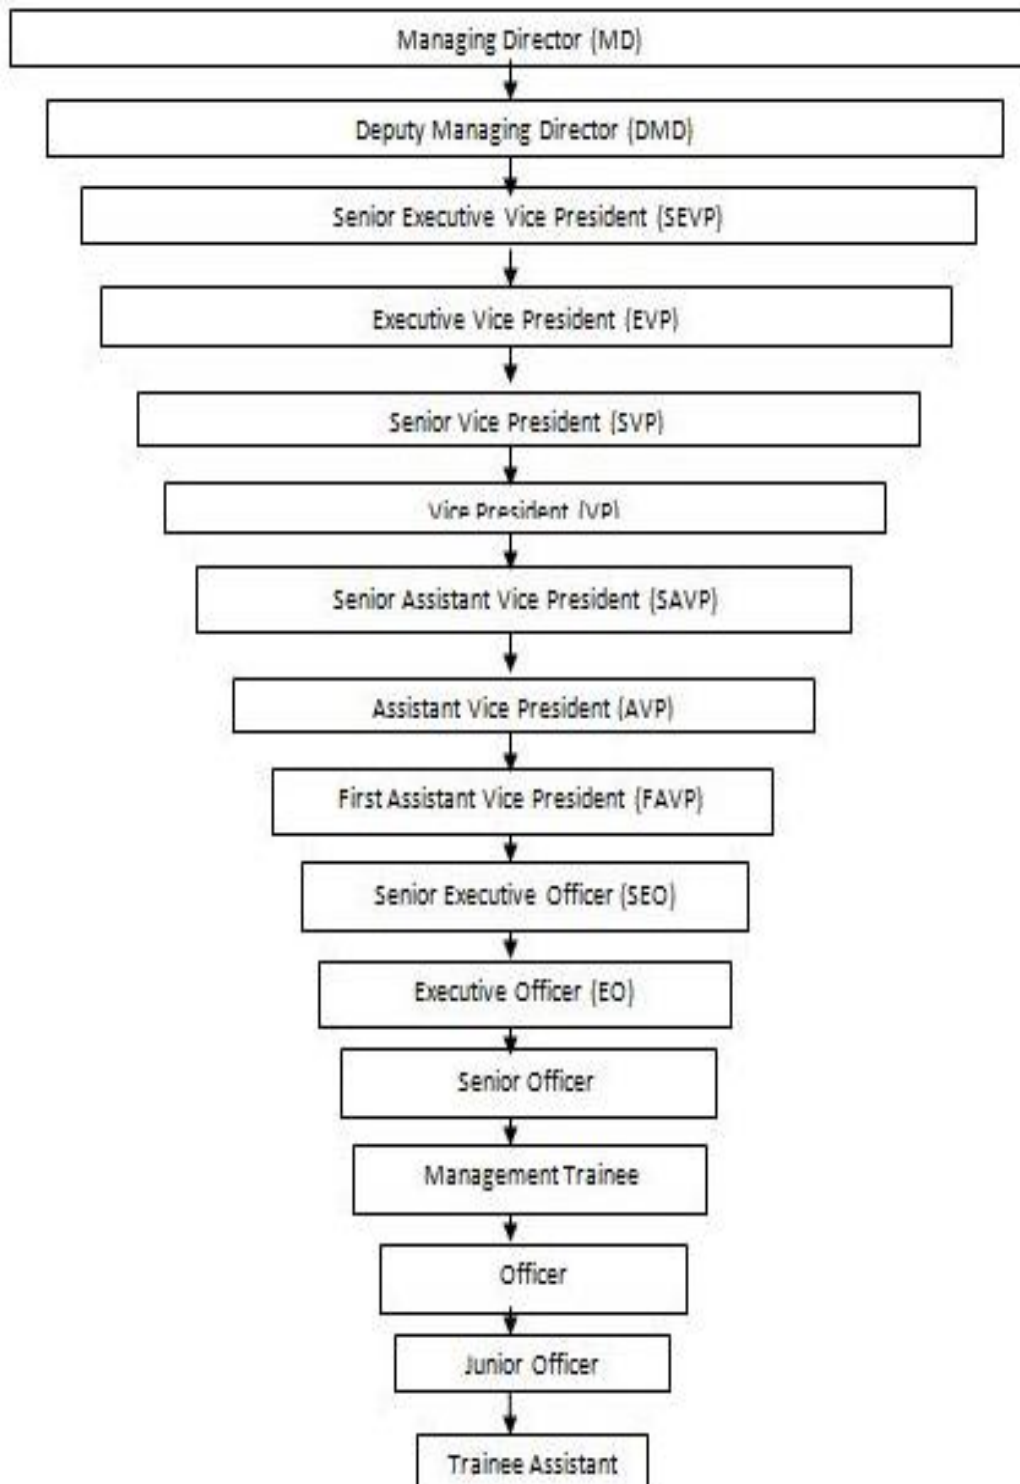 Managing Director (MD)
Deputy Managing Director (DMD)
Senior Executive Vice President (SEVP)
Executive Vice President (EVP)
Senior Vice President (SVP)
Vice President (VP)
Senior Assistant Vice President (SAVP)
Assistant Vice President (AVP)
First Assistant Vice President (FAVP)
Senior Executive Officer (SEO)
Executive Officer (EO)
Senior Officer
Management Trainee
Officer
Junior Officer
Trainee Assistant